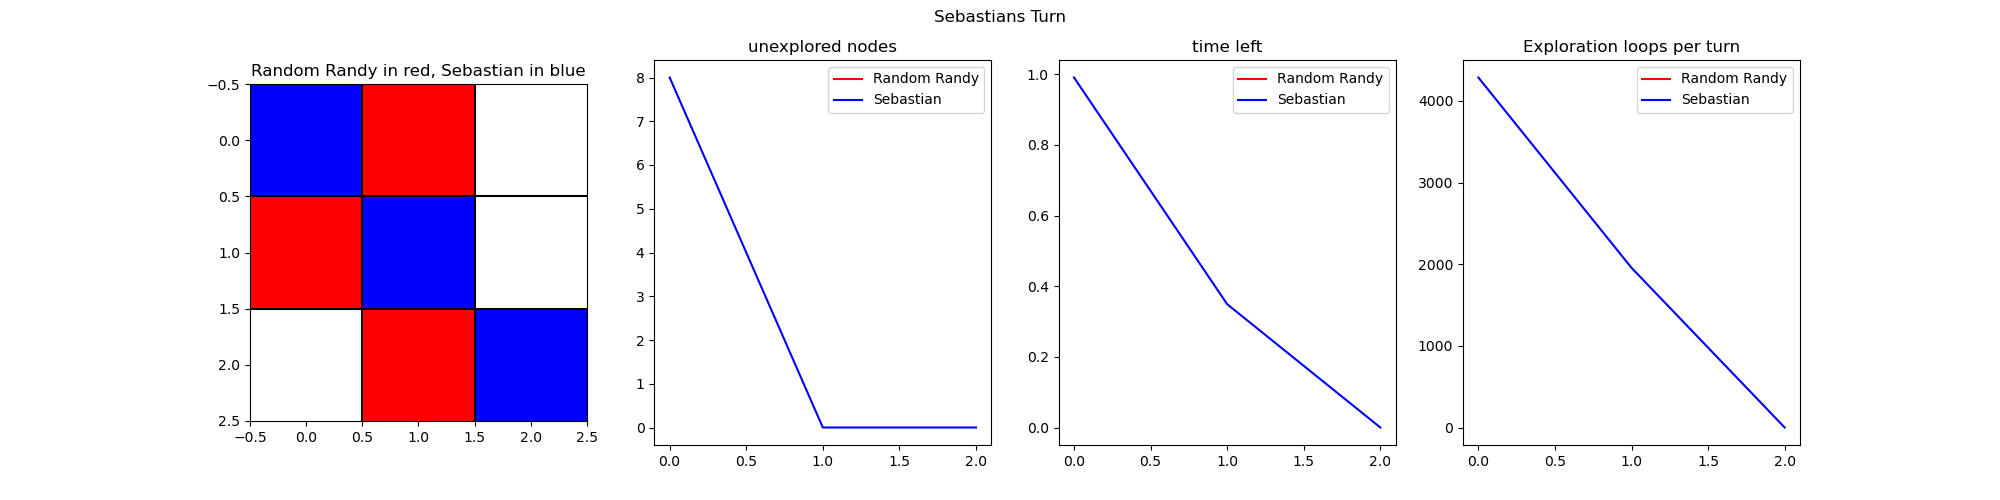 Sebastians Turn
Random Randy in red, Sebastian in blue
−0.5
0.0
0.5
1.0
1.5
2.0
2.5
−0.5 0.0 0.5 1.0 1.5 2.0 2.5
unexplored nodes
Random Randy
Sebastian
8
7
6
5
4
3
2
1
0
0.0 0.5 1.0 1.5 2.0
time left
Random Randy
Sebastian
1.0
0.8
0.6
0.4
0.2
0.0
0.0 0.5 1.0 1.5 2.0
Exploration loops per turn
Random Randy
Sebastian
4000
3000
2000
1000
0
0.0 0.5 1.0 1.5 2.0